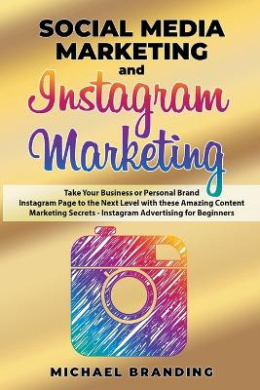 SOCIAL MEDIA
MARKETING
and
Instagram
Marketing
Take Your Business or Personal Brand
Instagram Page to the Next Level with these Amazing Content
Marketing Secrets - Instagram Advertising for Beginners
MICHAEL BRANDING